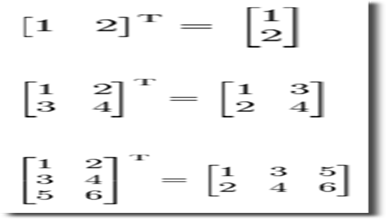 [1 2]ᵀ = [1
2]
[1 2
3 4]ᵀ = [1 3
2 4]
[1 2
3 4
5 6]ᵀ = [1 3 5
2 4 6]